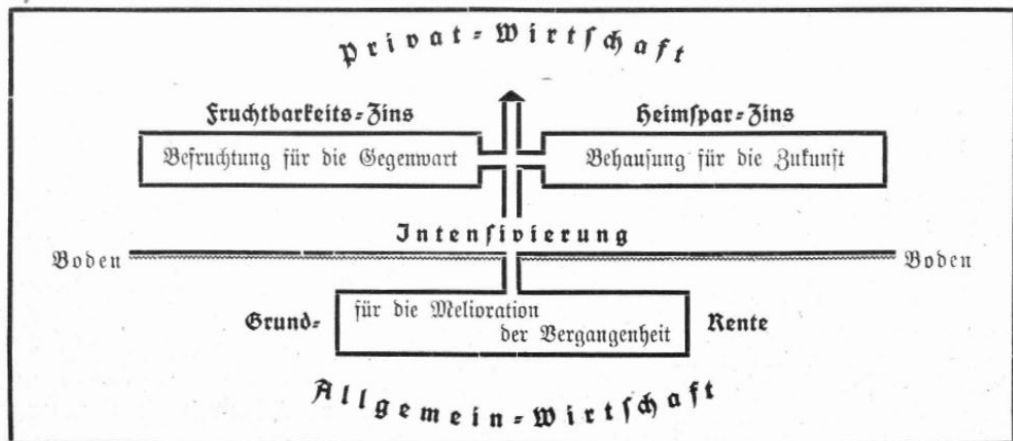 Privat-Wirtschaft
Fruchtbarkeits-Zins
Heimspar-Zins
Befruchtung für die Gegenwart
Behausung für die Zukunft
Intensivierung
Boden
Boden
Grund-
für die Melioration
der Vergangenheit
Rente
Allgemein-Wirtschaft